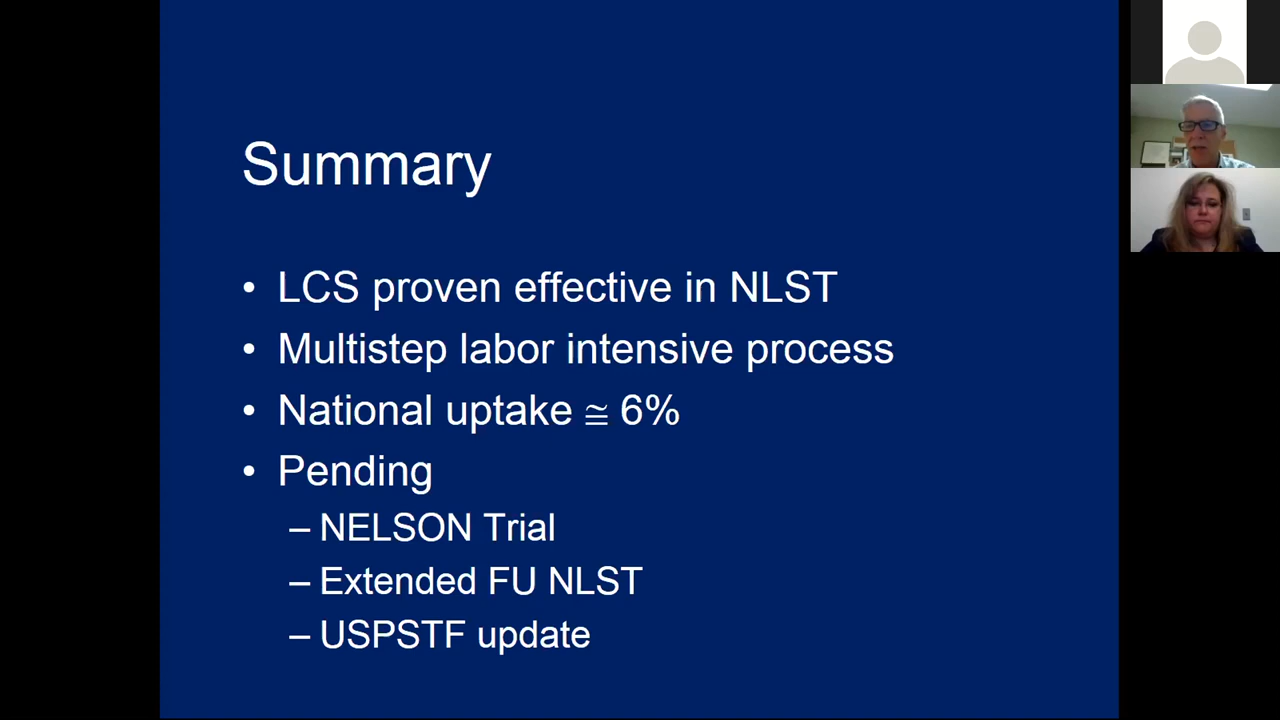 Summary
• LCS proven effective in NLST
• Multistep labor intensive process
• National uptake ≅ 6%
• Pending
– NELSON Trial
– Extended FU NLST
– USPSTF update